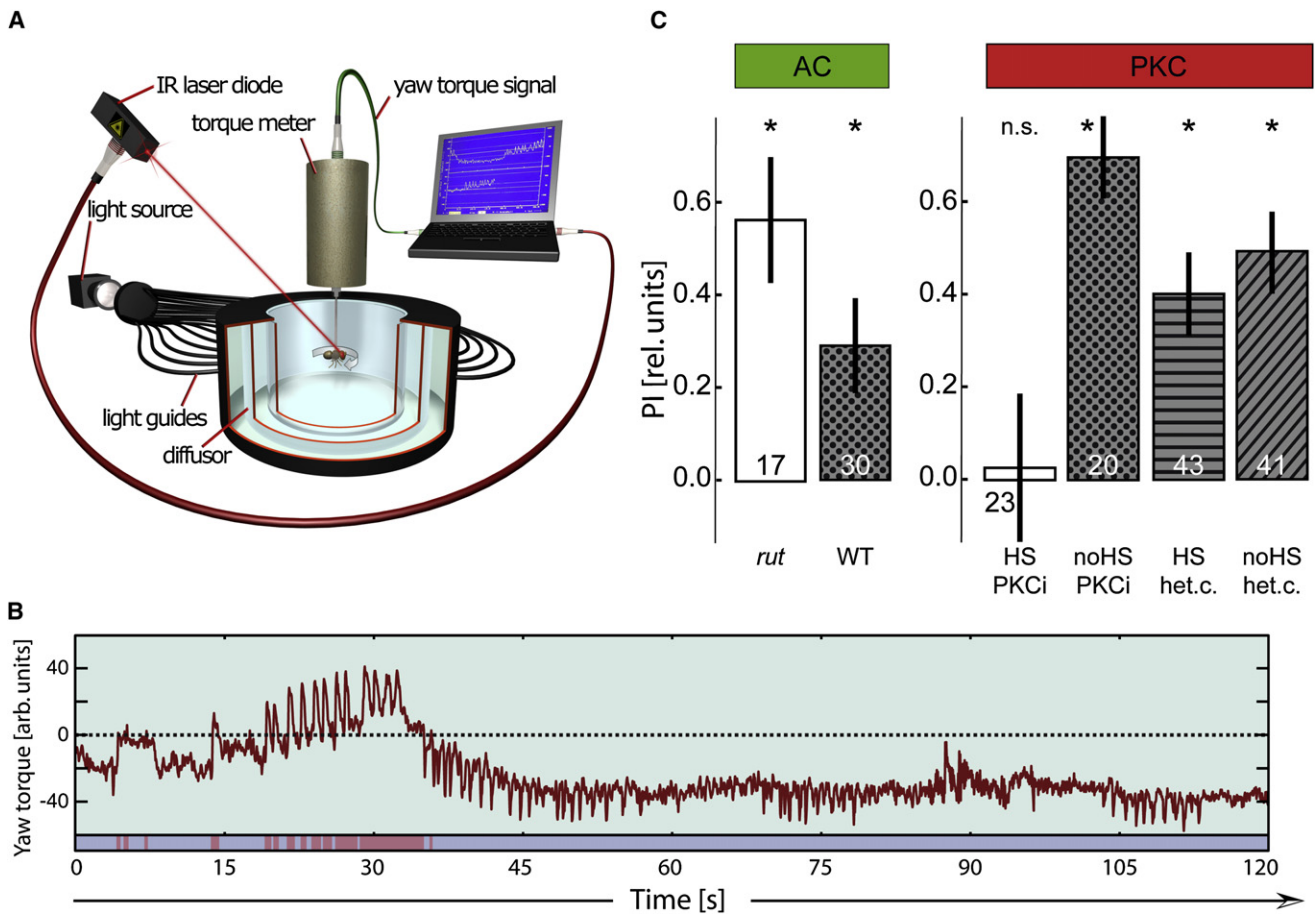 A
IR laser diode
torque meter
yaw torque signal
light source
light guides
diffusor
C
AC
PKC
* *
n.s. * * *
PI [rel. units]
0.6
0.4
0.2
0.0
0.6
0.4
0.2
0.0
17
30
23
20
43
41
rut
WT
HS
PKCi
noHS
PKCi
HS
het.c.
noHS
het.c.
B
Yaw torque [arb. units]
40
0
-40
0 15 30 45 60 75 90 105 120
Time [s]